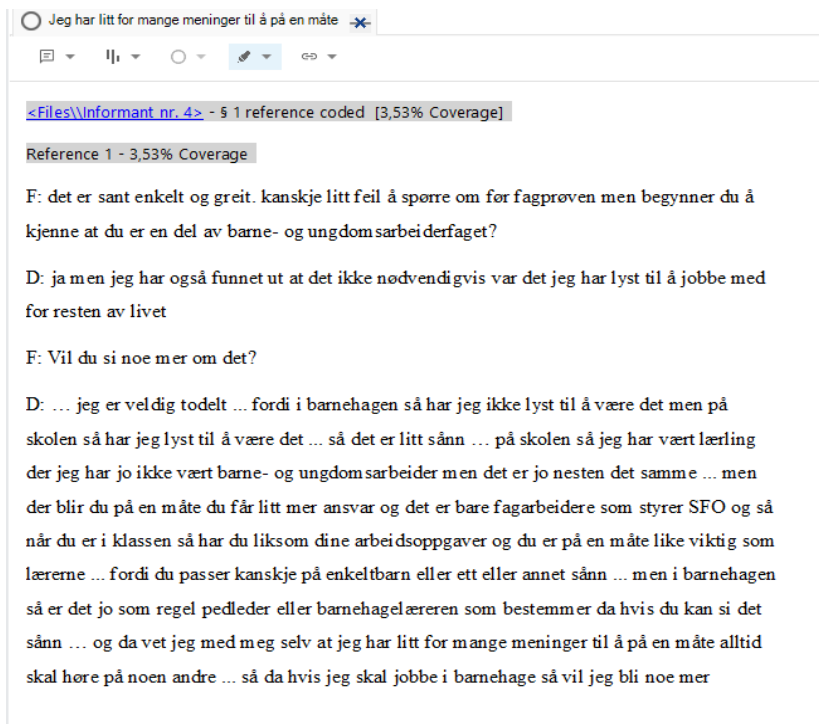 Jeg har litt for mange meninger til å på en måte
<Files\\Informant nr. 4> - § 1 reference coded [3,53% Coverage]
Reference 1 - 3,53% Coverage
F: det er sant enkelt og greit. kanskje litt feil å spørre om før fagprøven men begynner du å
kjenne at du er en del av barne- og ungdomsarbeiderfaget?
D: ja men jeg har også funnet ut at det ikke nødvendigvis var det jeg har lyst til å jobbe med
for resten av livet
F: Vil du si noe mer om det?
D: … jeg er veldig todelt ... fordi i barnehagen så har jeg ikke lyst til å være det men på
skolen så har jeg lyst til å være det ... så det er litt sånn … på skolen så jeg har vært lærling
der jeg har jo ikke vært barne- og ungdomsarbeider men det er jo nesten det samme ... men
der blir du på en måte du får litt mer ansvar og det er bare fagarbeidere som styrer SFO og så
når du er i klassen så har du liksom dine arbeidsoppgaver og du er på en måte like viktig som
lærerne ... fordi du passer kanskje på enkeltbarn eller ett eller annet sånn ... men i barnehagen
så er det jo som regel pedleder eller barnehagelæreren som bestemmer da hvis du kan si det
sånn … og da vet jeg med meg selv at jeg har litt for mange meninger til å på en måte alltid
skal høre på noen andre ... så da hvis jeg skal jobbe i barnehage så vil jeg bli noe mer